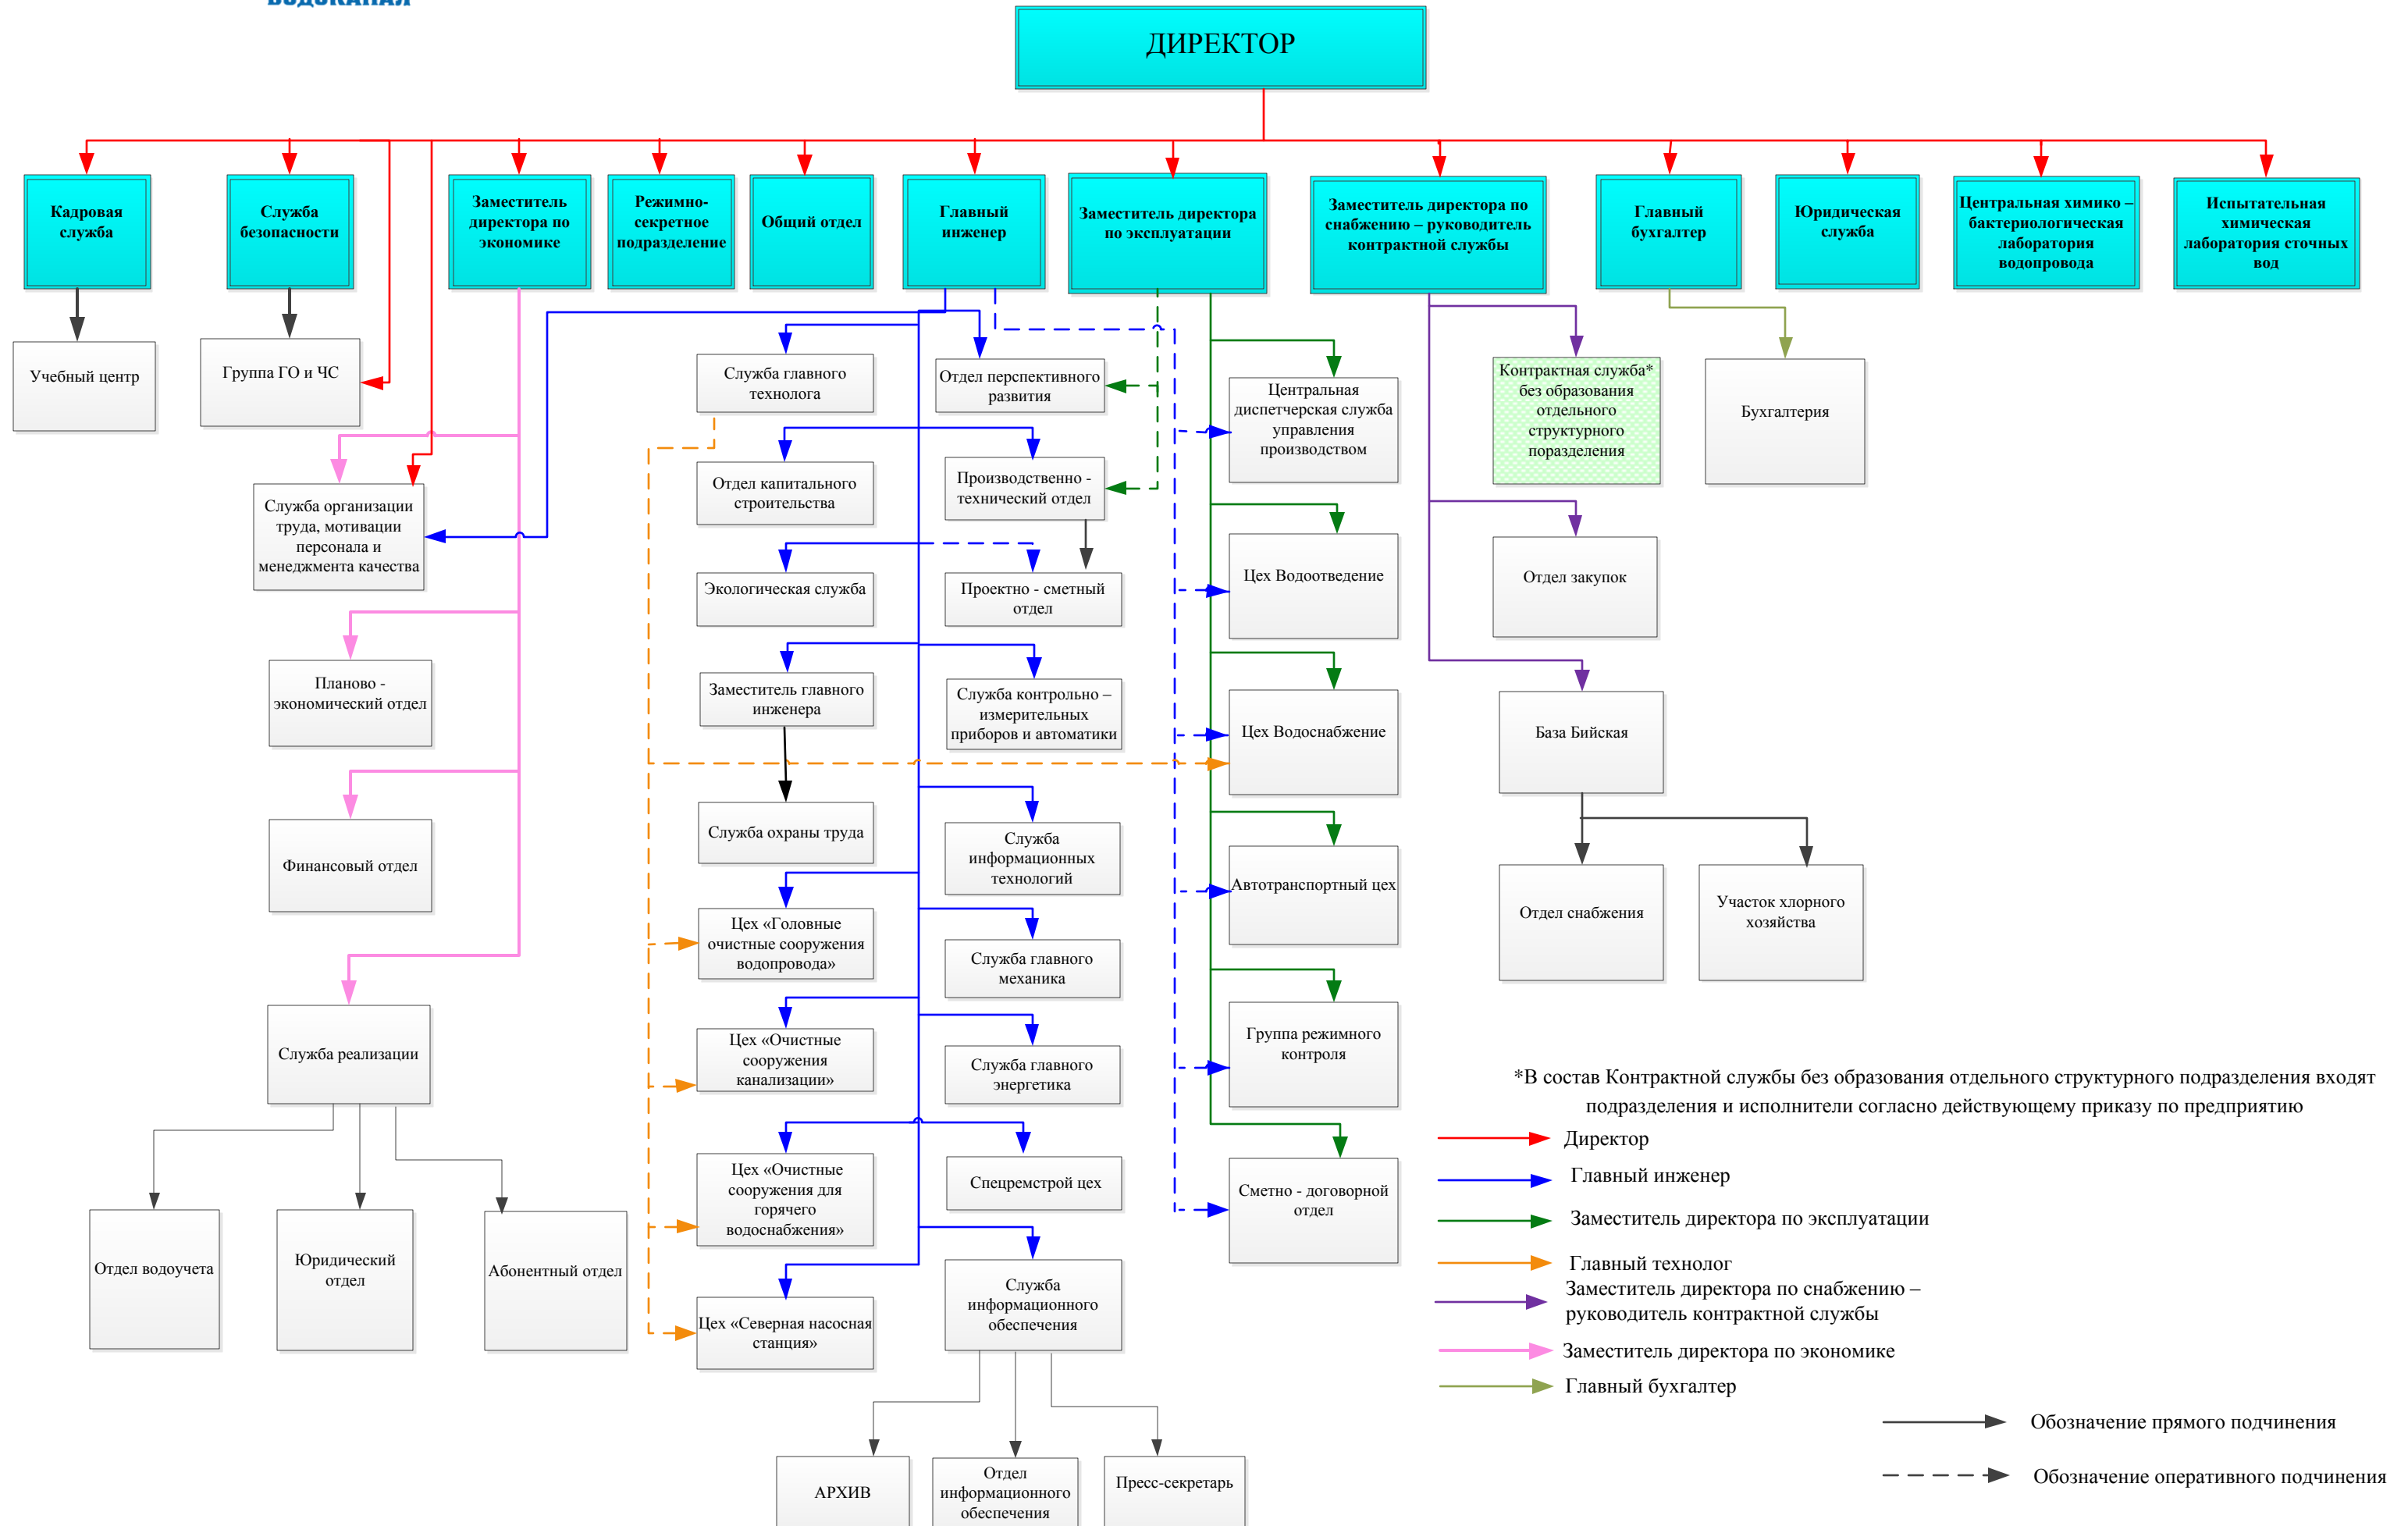 ВОДОКАНАЛ
ДИРЕКТОР
Кадровая
служба
Служба
безопасности
Заместитель
директора по
экономике
Режимно-
секретное
подразделение
Общий отдел
Главный
инженер
Заместитель директора
по эксплуатации
Заместитель директора по
снабжению – руководитель
контрактной службы
Главный
бухгалтер
Юридическая
служба
Центральная химико –
бактериологическая
лаборатория
водопровода
Испытательная
химическая
лаборатория сточных
вод
Учебный центр
Группа ГО и ЧС
Служба главного
технолога
Отдел перспективного
развития
Центральная
диспетчерская служба
управления
производством
Контрактная служба*
без образования
отдельного
структурного
поразделения
Бухгалтерия
Служба организации
труда, мотивации
персонала и
менеджмента качества
Отдел капитального
строительства
Производственно -
технический отдел
Экологическая служба
Проектно - сметный
отдел
Цех Водоотведение
Отдел закупок
Планово -
экономический отдел
Заместитель главного
инженера
Служба контрольно –
измерительных
приборов и автоматики
Цех Водоснабжение
База Бийская
Финансовый отдел
Служба охраны труда
Служба
информационных
технологий
Автотранспортный цех
Отдел снабжения
Участок хлорного
хозяйства
Цех «Головные
очистные сооружения
водопровода»
Служба главного
механика
Служба реализации
Цех «Очистные
сооружения
канализации»
Служба главного
энергетика
Группа режимного
контроля
Цех «Очистные
сооружения для
горячего
водоснабжения»
Спецремстрой цех
Сметно - договорной
отдел
Отдел водоучета
Юридический
отдел
Абонентный отдел
Цех «Северная насосная
станция»
Служба
информационного
обеспечения
АРХИВ
Отдел
информационного
обеспечения
Пресс-секретарь
*В состав Контрактной службы без образования отдельного структурного подразделения входят
подразделения и исполнители согласно действующему приказу по предприятию
Директор
Главный инженер
Заместитель директора по эксплуатации
Главный технолог
Заместитель директора по снабжению –
руководитель контрактной службы
Заместитель директора по экономике
Главный бухгалтер
Обозначение прямого подчинения
Обозначение оперативного подчинения